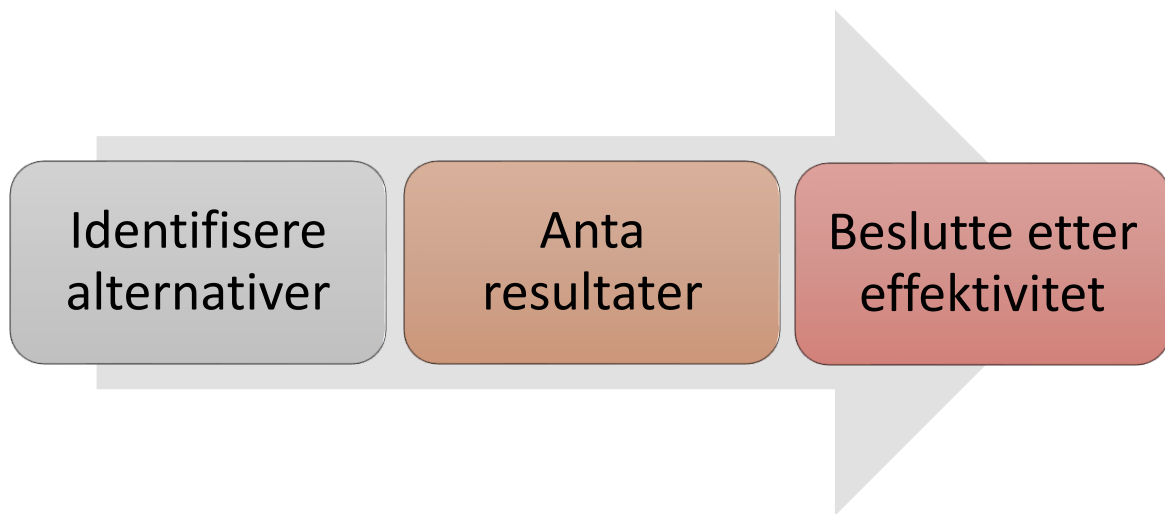 Identifisere
alternativer
Anta
resultater
Beslutte etter
effektivitet